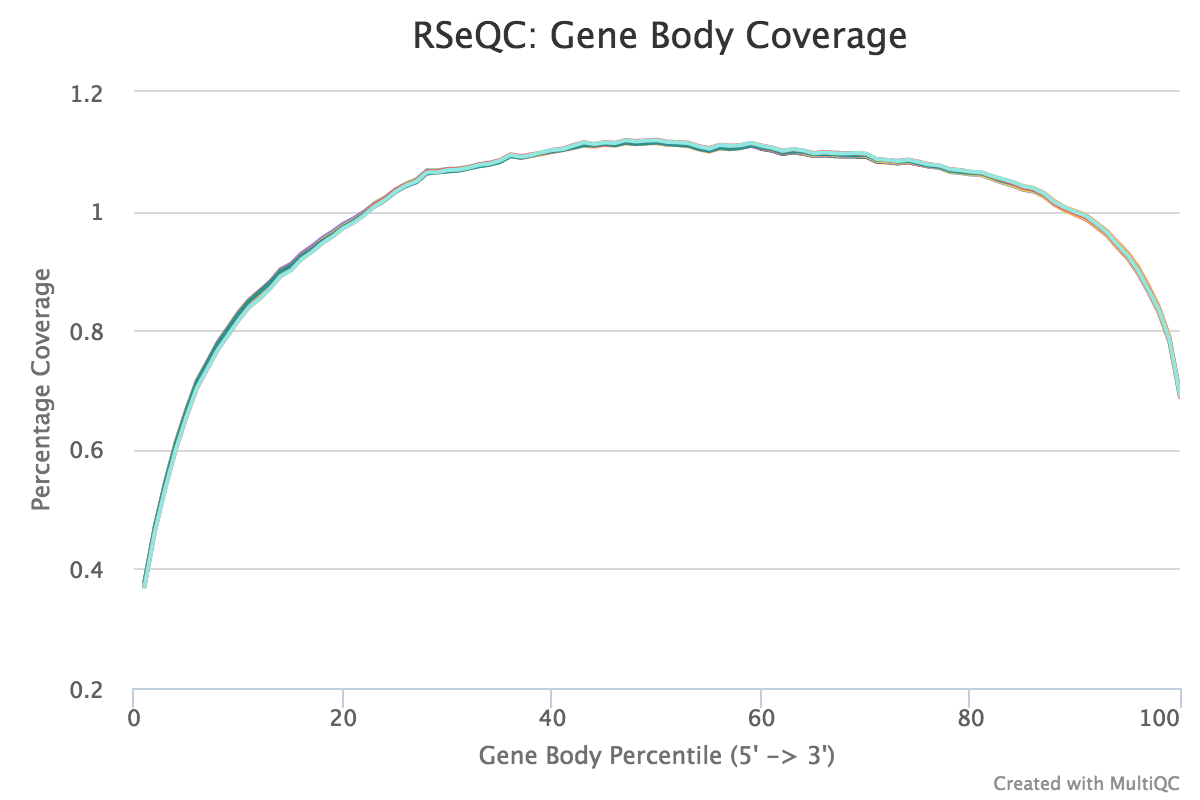 RSeQC: Gene Body Coverage
1.2
1
0.8
0.6
0.4
0.2
Percentage Coverage
0 20 40 60 80 100
Gene Body Percentile (5' -> 3')
Created with MultiQC